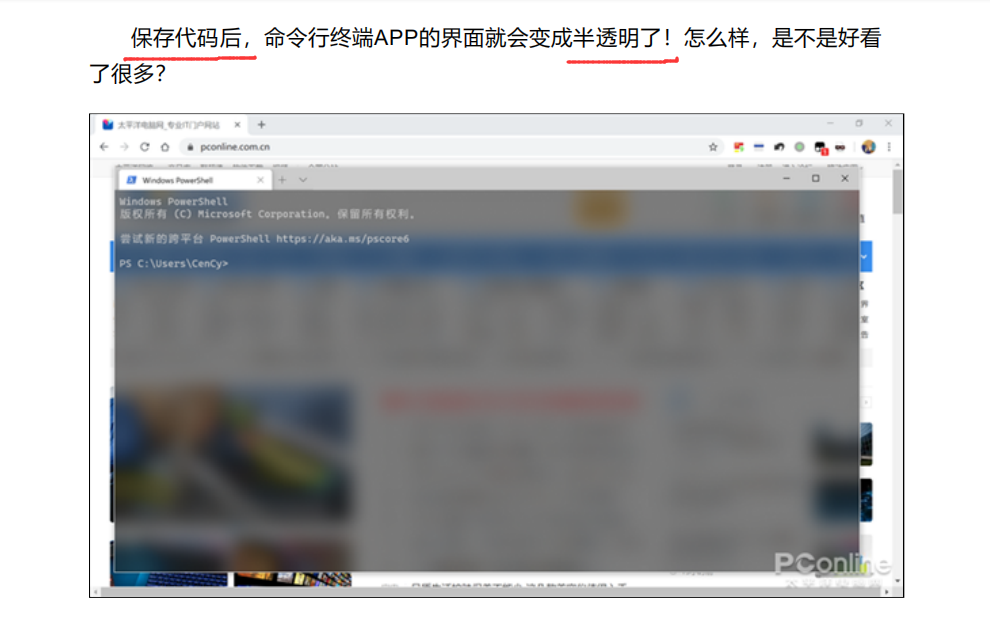 保存代码后，命令行终端APP的界面就会变成半透明了！怎么样，是不是好看
了很多？
太平洋电脑网_专业IT门户网站
pconline.com.cn
Windows PowerShell
Windows PowerShell
版权所有 (C) Microsoft Corporation。保留所有权利。
尝试新的跨平台 PowerShell https://aka.ms/pscore6
PS C:\Users\CenCy>
PConline